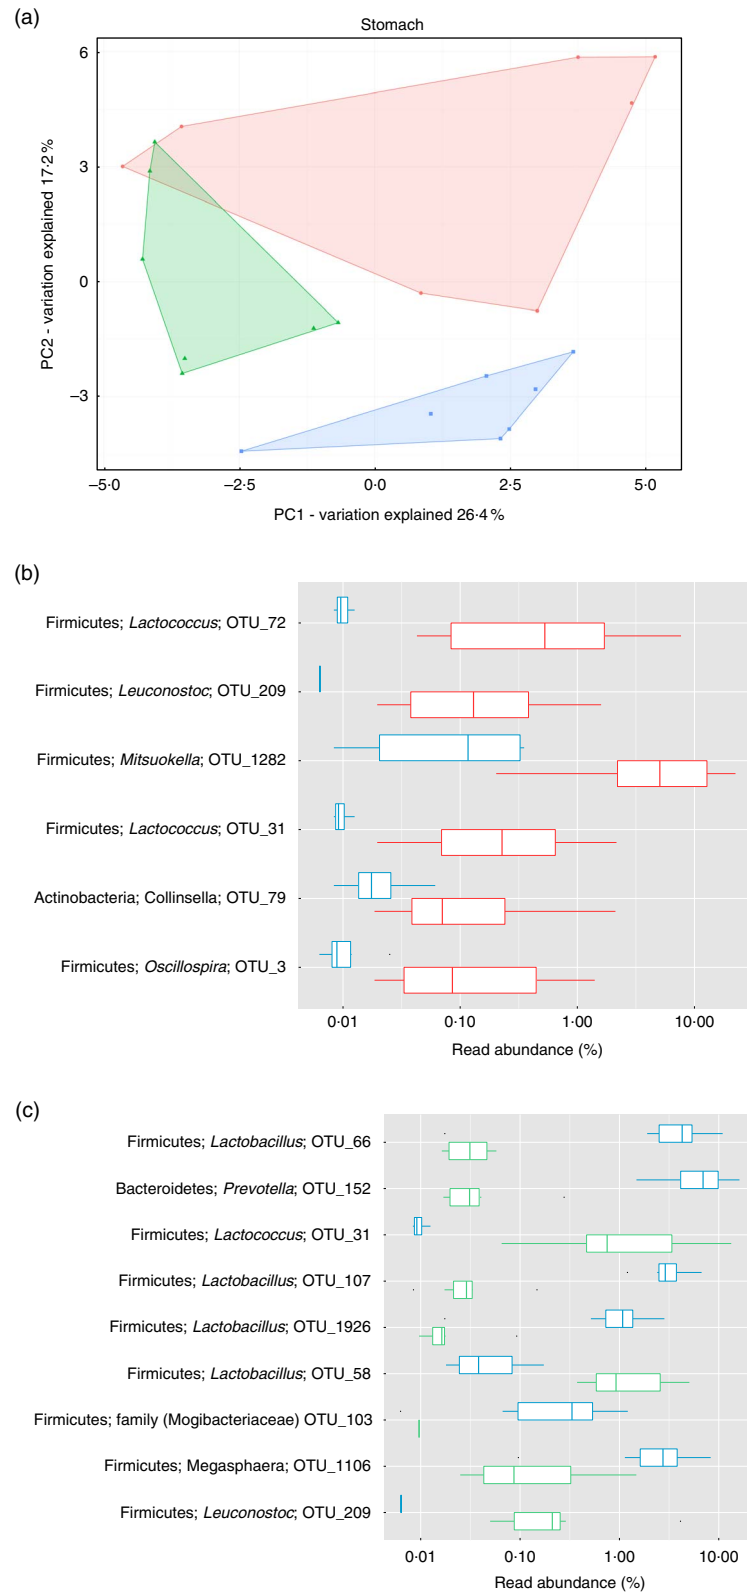 (a)
Stomach
6
3
0
–3
PC2 - variation explained 17·2%
–5·0 –2·5 0·0 2·5 5·0
PC1 - variation explained 26·4%
(b)
Firmicutes; Lactococcus; OTU_72
Firmicutes; Leuconostoc; OTU_209
Firmicutes; Mitsuokella; OTU_1282
Firmicutes; Lactococcus; OTU_31
Actinobacteria; Collinsella; OTU_79
Firmicutes; Oscillospira; OTU_3
0·01 0·10 1·00 10·00
Read abundance (%)
(c)
Firmicutes; Lactobacillus; OTU_66
Bacteroidetes; Prevotella; OTU_152
Firmicutes; Lactococcus; OTU_31
Firmicutes; Lactobacillus; OTU_107
Firmicutes; Lactobacillus; OTU_1926
Firmicutes; Lactobacillus; OTU_58
Firmicutes; family (Mogibacteriaceae) OTU_103
Firmicutes; Megasphaera; OTU_1106
Firmicutes; Leuconostoc; OTU_209
0·01 0·10 1·00 10·00
Read abundance (%)